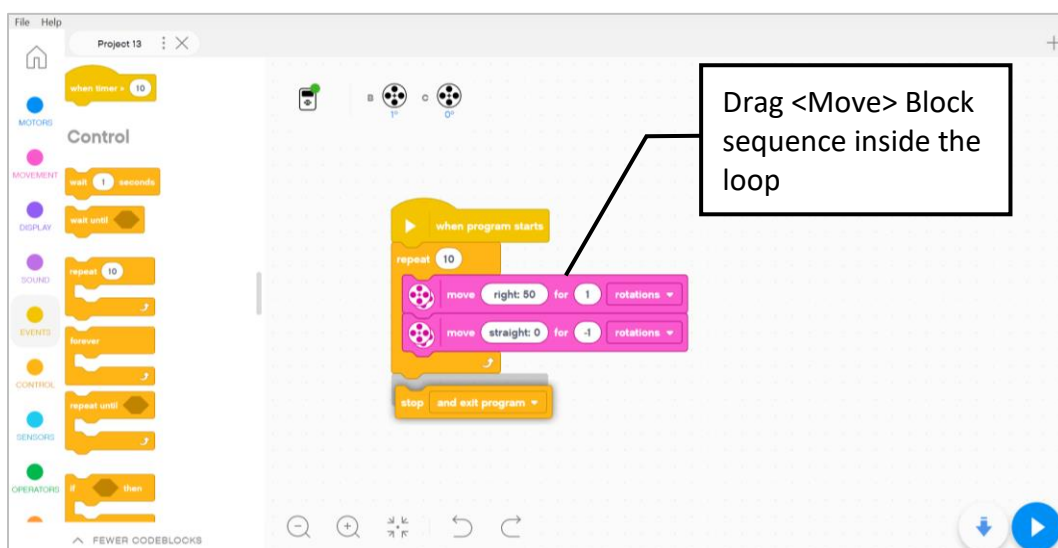 File Help
Project 13
when timer > 10
Control
MOTORS
MOVEMENT
DISPLAY
SOUND
EVENTS
CONTROL
SENSORS
OPERATORS
wait 1 seconds
wait until
repeat 10
forever
repeat until
if then
FEWER CODEBLOCKS
B C
1° 0°
when program starts
repeat 10
move right: 50 for 1 rotations
move straight: 0 for -1 rotations
stop and exit program
Drag <Move> Block
sequence inside the
loop